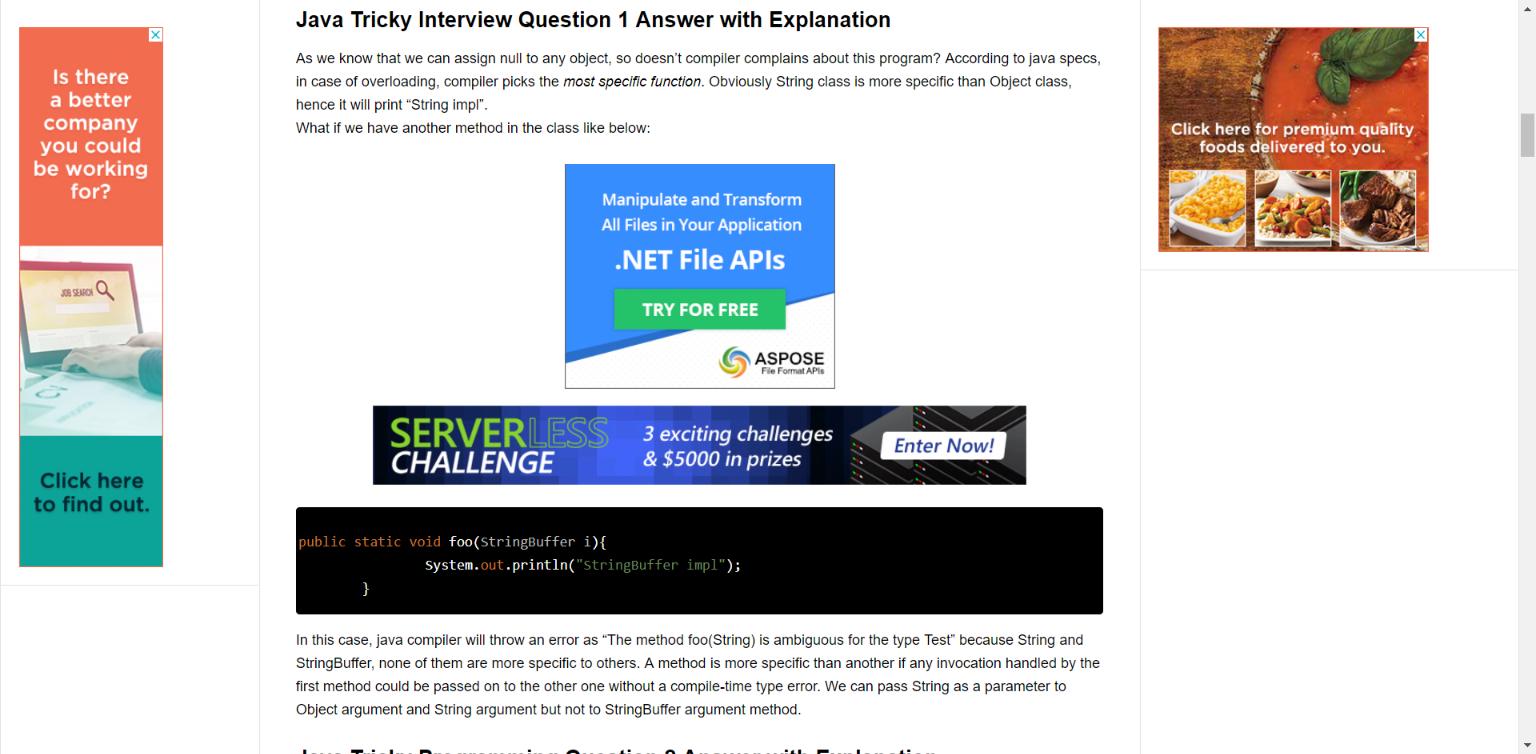 Java Tricky Interview Question 1 Answer with Explanation
As we know that we can assign null to any object, so doesn't compiler complains about this program? According to java specs,
in case of overloading, compiler picks the most specific function. Obviously String class is more specific than Object class,
hence it will print “String impl”.
What if we have another method in the class like below:
Is there
a better
company
you could
be working
for?
JOB SEARCH
Click here
to find out.
Manipulate and Transform
All Files in Your Application
.NET File APIs
TRY FOR FREE
ASPOSE
File Format APIs
SERVERLESS
CHALLENGE
3 exciting challenges
& $5000 in prizes
Enter Now!
Click here for premium quality
foods delivered to you.
public static void foo(StringBuffer i){
System.out.println("StringBuffer impl");
}
In this case, java compiler will throw an error as “The method foo(String) is ambiguous for the type Test” because String and
StringBuffer, none of them are more specific to others. A method is more specific than another if any invocation handled by the
first method could be passed on to the other one without a compile-time type error. We can pass String as a parameter to
Object argument and String argument but not to StringBuffer argument method.
Java Tricky Programming Question 2 Answer with Explanation